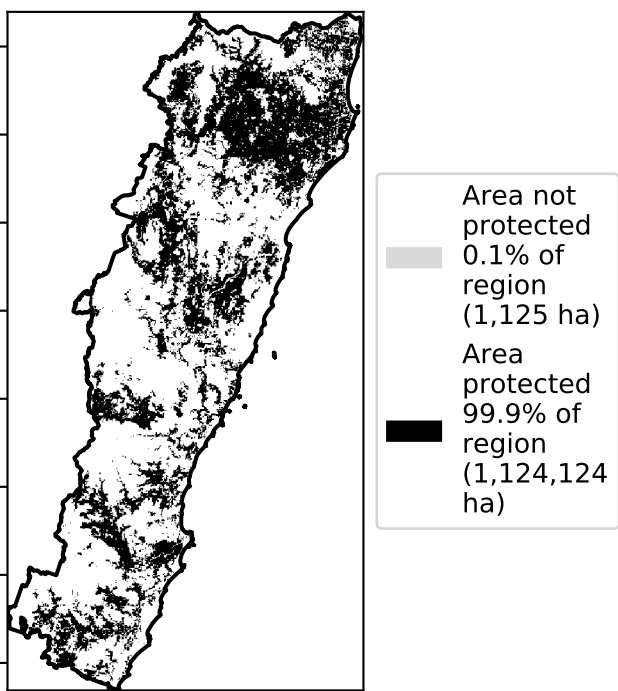 Area not
protected
0.1% of
region
(1,125 ha)
Area
protected
99.9% of
region
(1,124,124
ha)